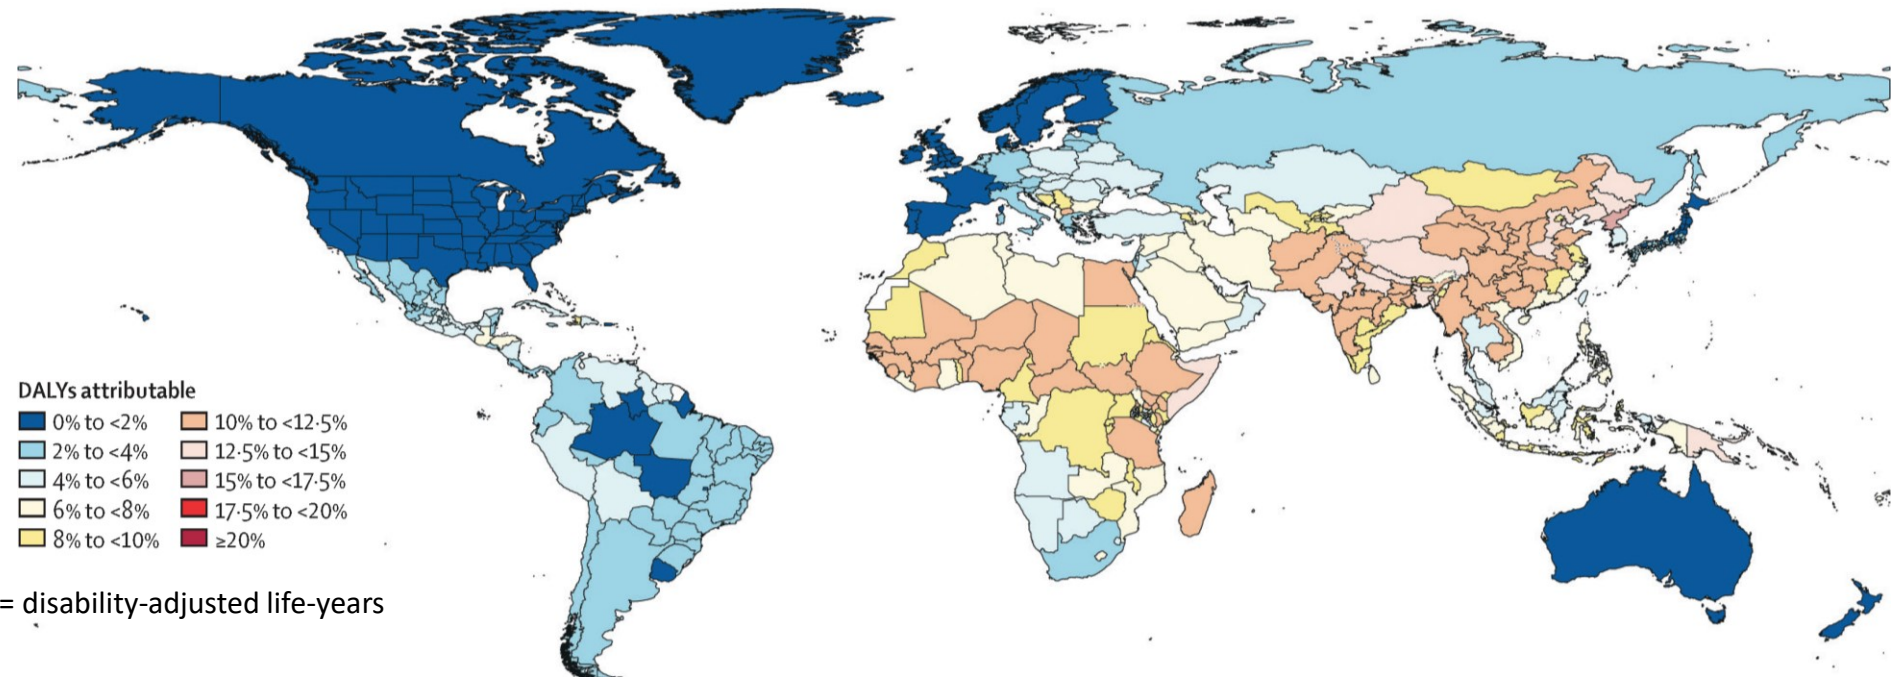 DALYs attributable
0% to <2%
2% to <4%
4% to <6%
6% to <8%
8% to <10%
10% to <12·5%
12·5% to <15%
15% to <17·5%
17·5% to <20%
≥20%
= disability-adjusted life-years